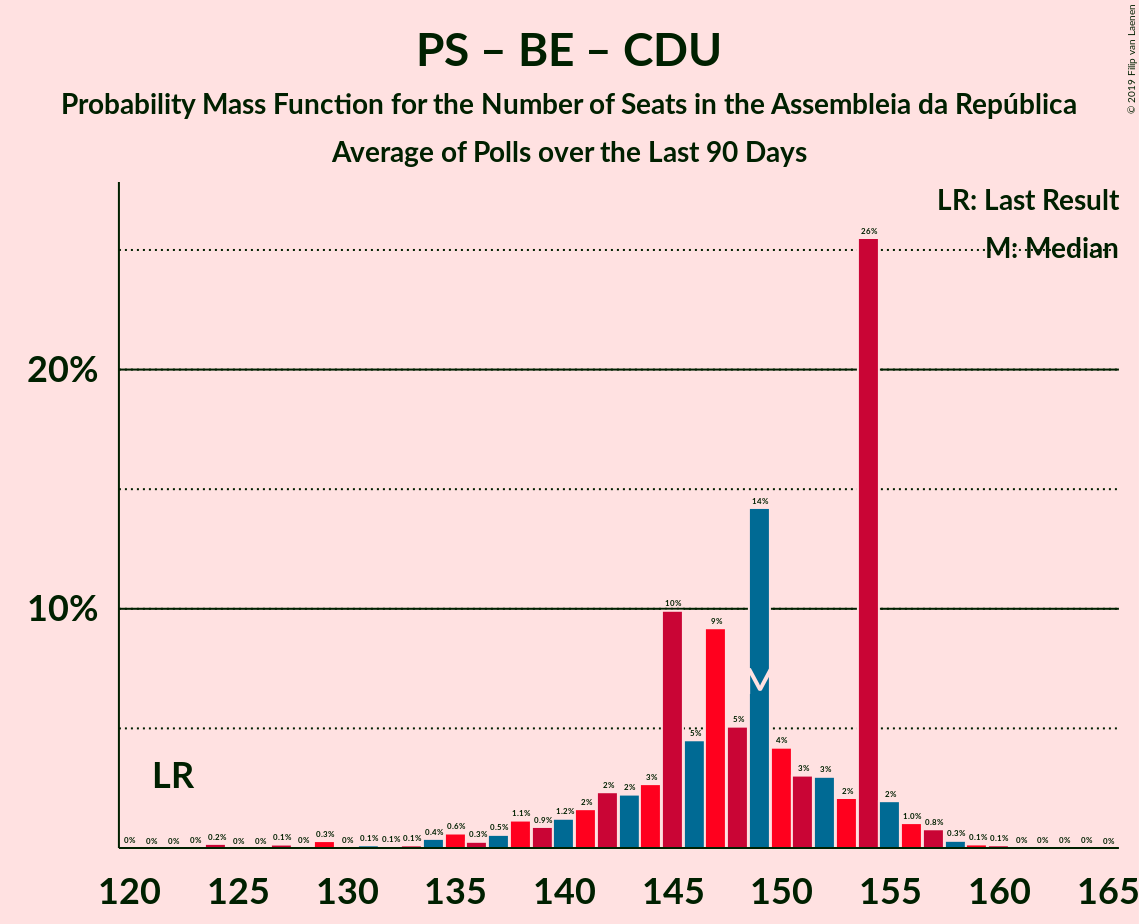 PS – BE – CDU
Probability Mass Function for the Number of Seats in the Assembleia da República
Average of Polls over the Last 90 Days
© 2019 Filip van Laenen
LR: Last Result
M: Median
20%
10%
LR
0% 0% 0% 0% 0.2% 0% 0% 0.1% 0% 0.3% 0% 0.1% 0.1% 0.1% 0.4% 0.6% 0.3% 0.5% 1.1% 0.9% 1.2% 2% 2% 2% 3% 10% 5% 9% 5% 14% 4% 3% 3% 2% 26% 2% 1.0% 0.8% 0.3% 0.1% 0.1% 0% 0% 0% 0% 0%
120 125 130 135 140 145 150 155 160 165